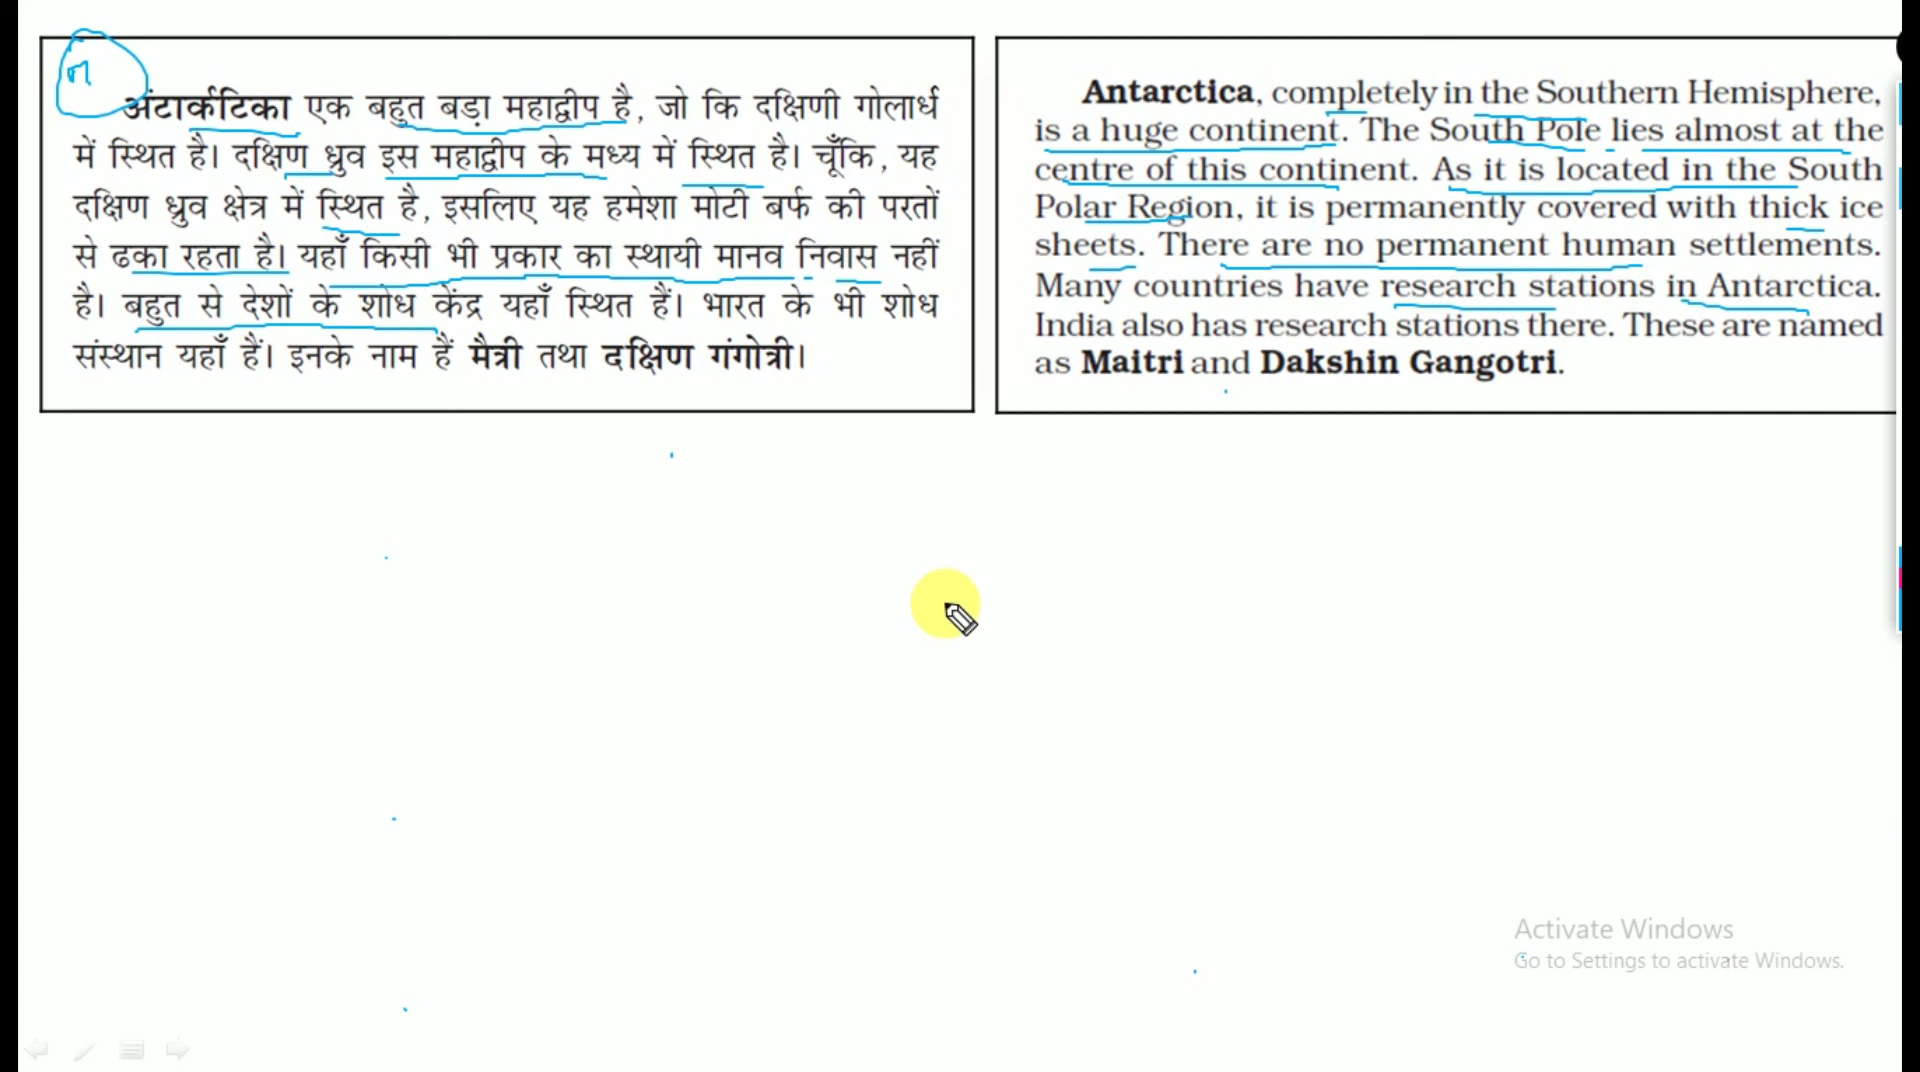 अंटार्कटिका एक बहुत बड़ा महाद्वीप है, जो कि दक्षिणी गोलार्ध
में स्थित है। दक्षिण ध्रुव इस महाद्वीप के मध्य में स्थित है। चूँकि, यह
दक्षिण ध्रुव क्षेत्र में स्थित है, इसलिए यह हमेशा मोटी बर्फ की परतों
से ढका रहता है। यहाँ किसी भी प्रकार का स्थायी मानव निवास नहीं
है। बहुत से देशों के शोध केंद्र यहाँ स्थित हैं। भारत के भी शोध
संस्थान यहाँ हैं। इनके नाम हैं मैत्री तथा दक्षिण गंगोत्री।
Antarctica, completely in the Southern Hemisphere,
is a huge continent. The South Pole lies almost at the
centre of this continent. As it is located in the South
Polar Region, it is permanently covered with thick ice
sheets. There are no permanent human settlements.
Many countries have research stations in Antarctica.
India also has research stations there. These are named
as Maitri and Dakshin Gangotri.
Activate Windows
Go to Settings to activate Windows.